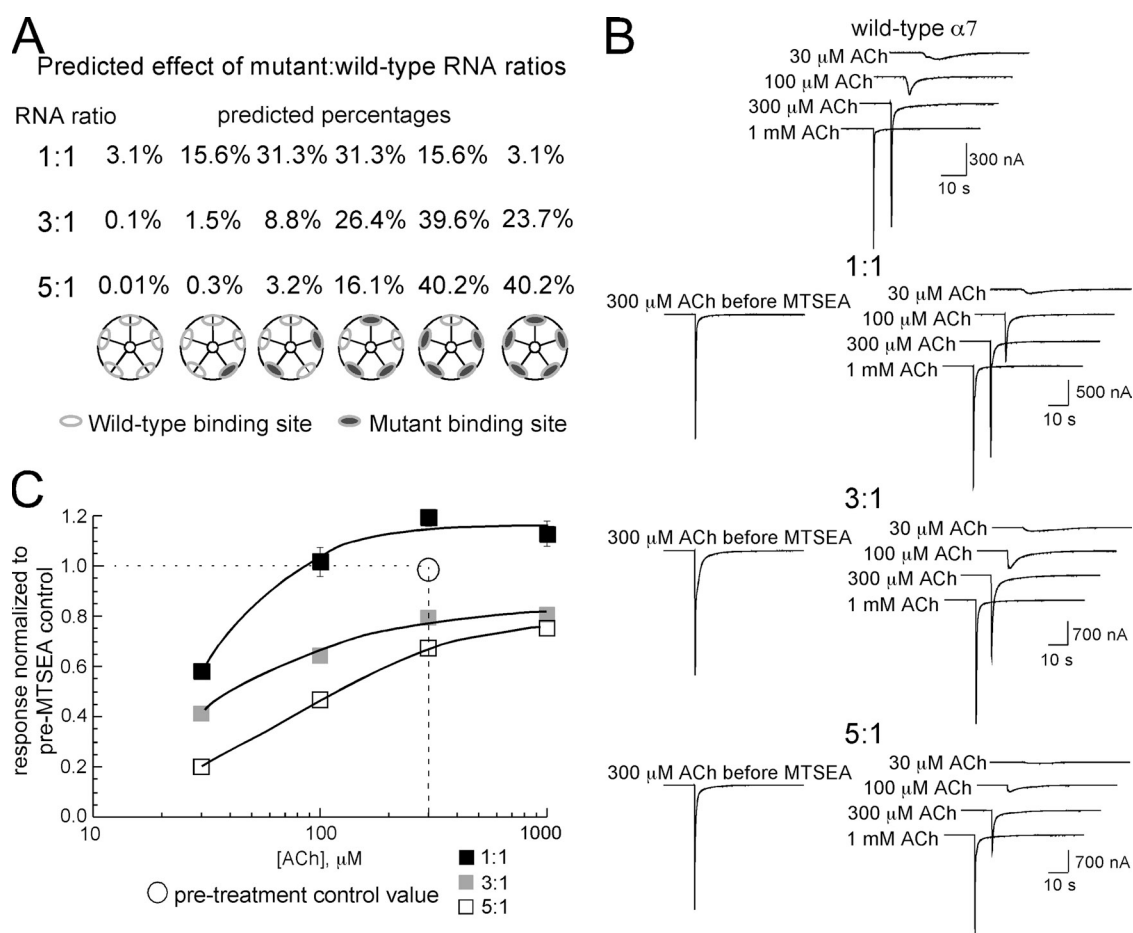 A
Predicted effect of mutant:wild-type RNA ratios
RNA ratio predicted percentages
1:1 3.1% 15.6% 31.3% 31.3% 15.6% 3.1%
3:1 0.1% 1.5% 8.8% 26.4% 39.6% 23.7%
5:1 0.01% 0.3% 3.2% 16.1% 40.2% 40.2%
Wild-type binding site Mutant binding site
B
wild-type α7
30 μM ACh
100 μM ACh
300 μM ACh
1 mM ACh
300 nA
10 s
1:1
300 μM ACh before MTSEA
30 μM ACh
100 μM ACh
300 μM ACh
1 mM ACh
500 nA
10 s
3:1
300 μM ACh before MTSEA
30 μM ACh
100 μM ACh
300 μM ACh
1 mM ACh
700 nA
10 s
5:1
300 μM ACh before MTSEA
30 μM ACh
100 μM ACh
300 μM ACh
1 mM ACh
700 nA
10 s
C
response normalized to
pre-MTSEA control
1.2
1.0
0.8
0.6
0.4
0.2
0.0
10 100 1000
[ACh], μM
pre-treatment control value
1:1
3:1
5:1